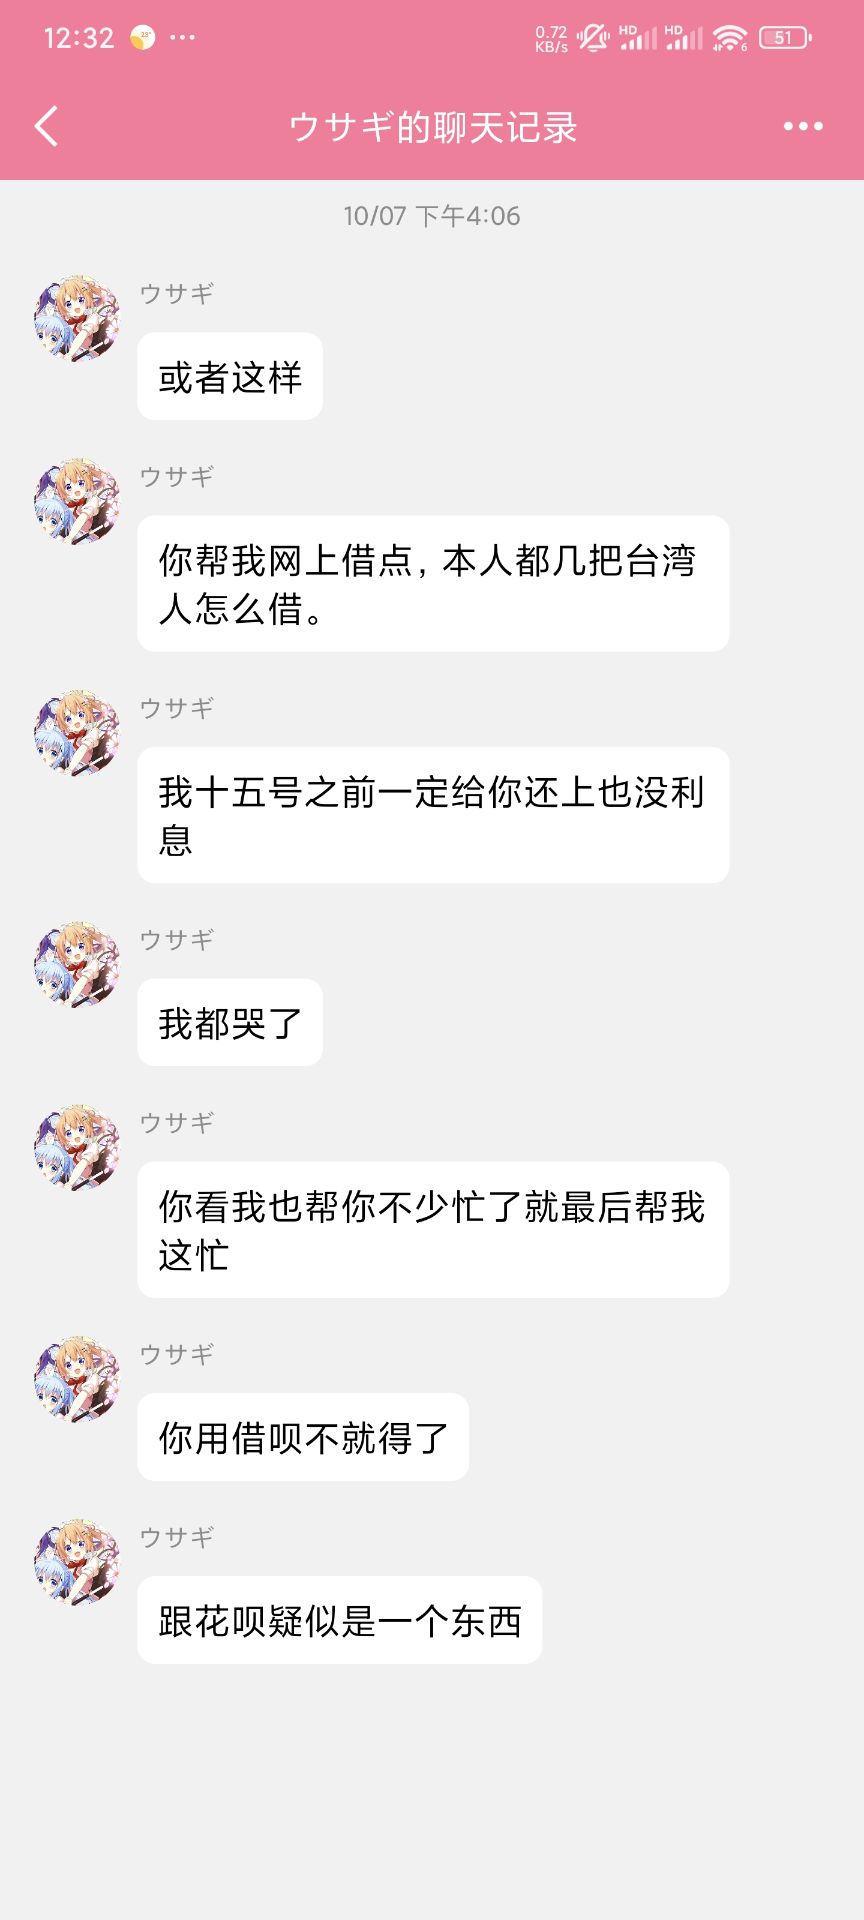 12:32
23°
0.72
KB/s
HD
HD
6
51
ウサギ的聊天记录
10/07 下午4:06
ウサギ
或者这样
ウサギ
你帮我网上借点，本人都几把台湾
人怎么借。
ウサギ
我十五号之前一定给你还上也没利
息
ウサギ
我都哭了
ウサギ
你看我也帮你不少忙了就最后帮我
这忙
ウサギ
你用借呗不就得了
ウサギ
跟花呗疑似是一个东西